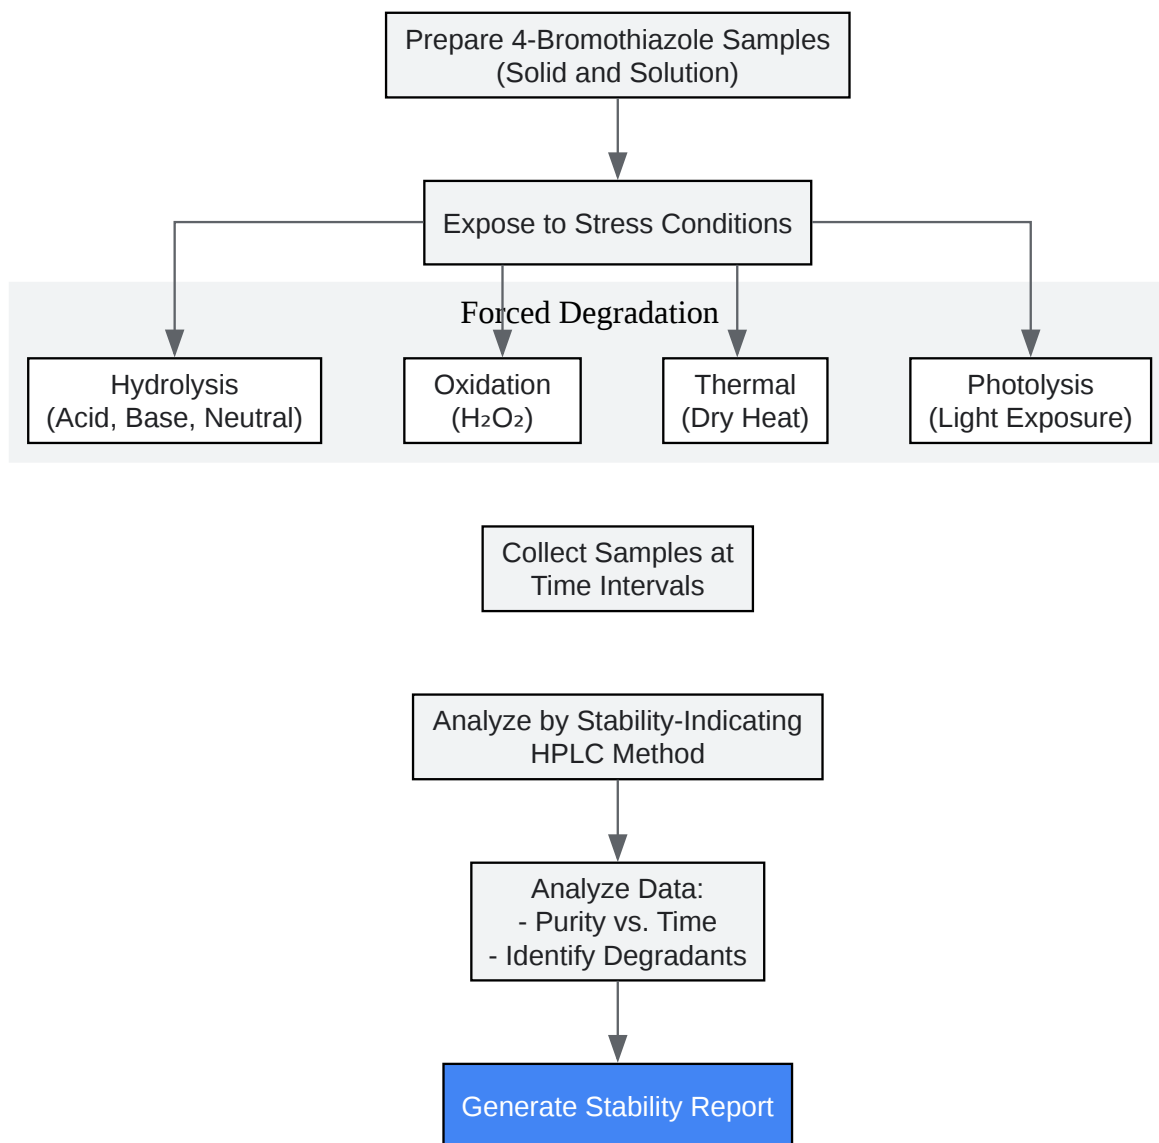 Prepare 4-Bromothiazole Samples
(Solid and Solution)
Expose to Stress Conditions
Forced Degradation
Hydrolysis
(Acid, Base, Neutral)
Oxidation
(H₂O₂)
Thermal
(Dry Heat)
Photolysis
(Light Exposure)
Collect Samples at
Time Intervals
Analyze by Stability-Indicating
HPLC Method
Analyze Data:
- Purity vs. Time
- Identify Degradants
Generate Stability Report